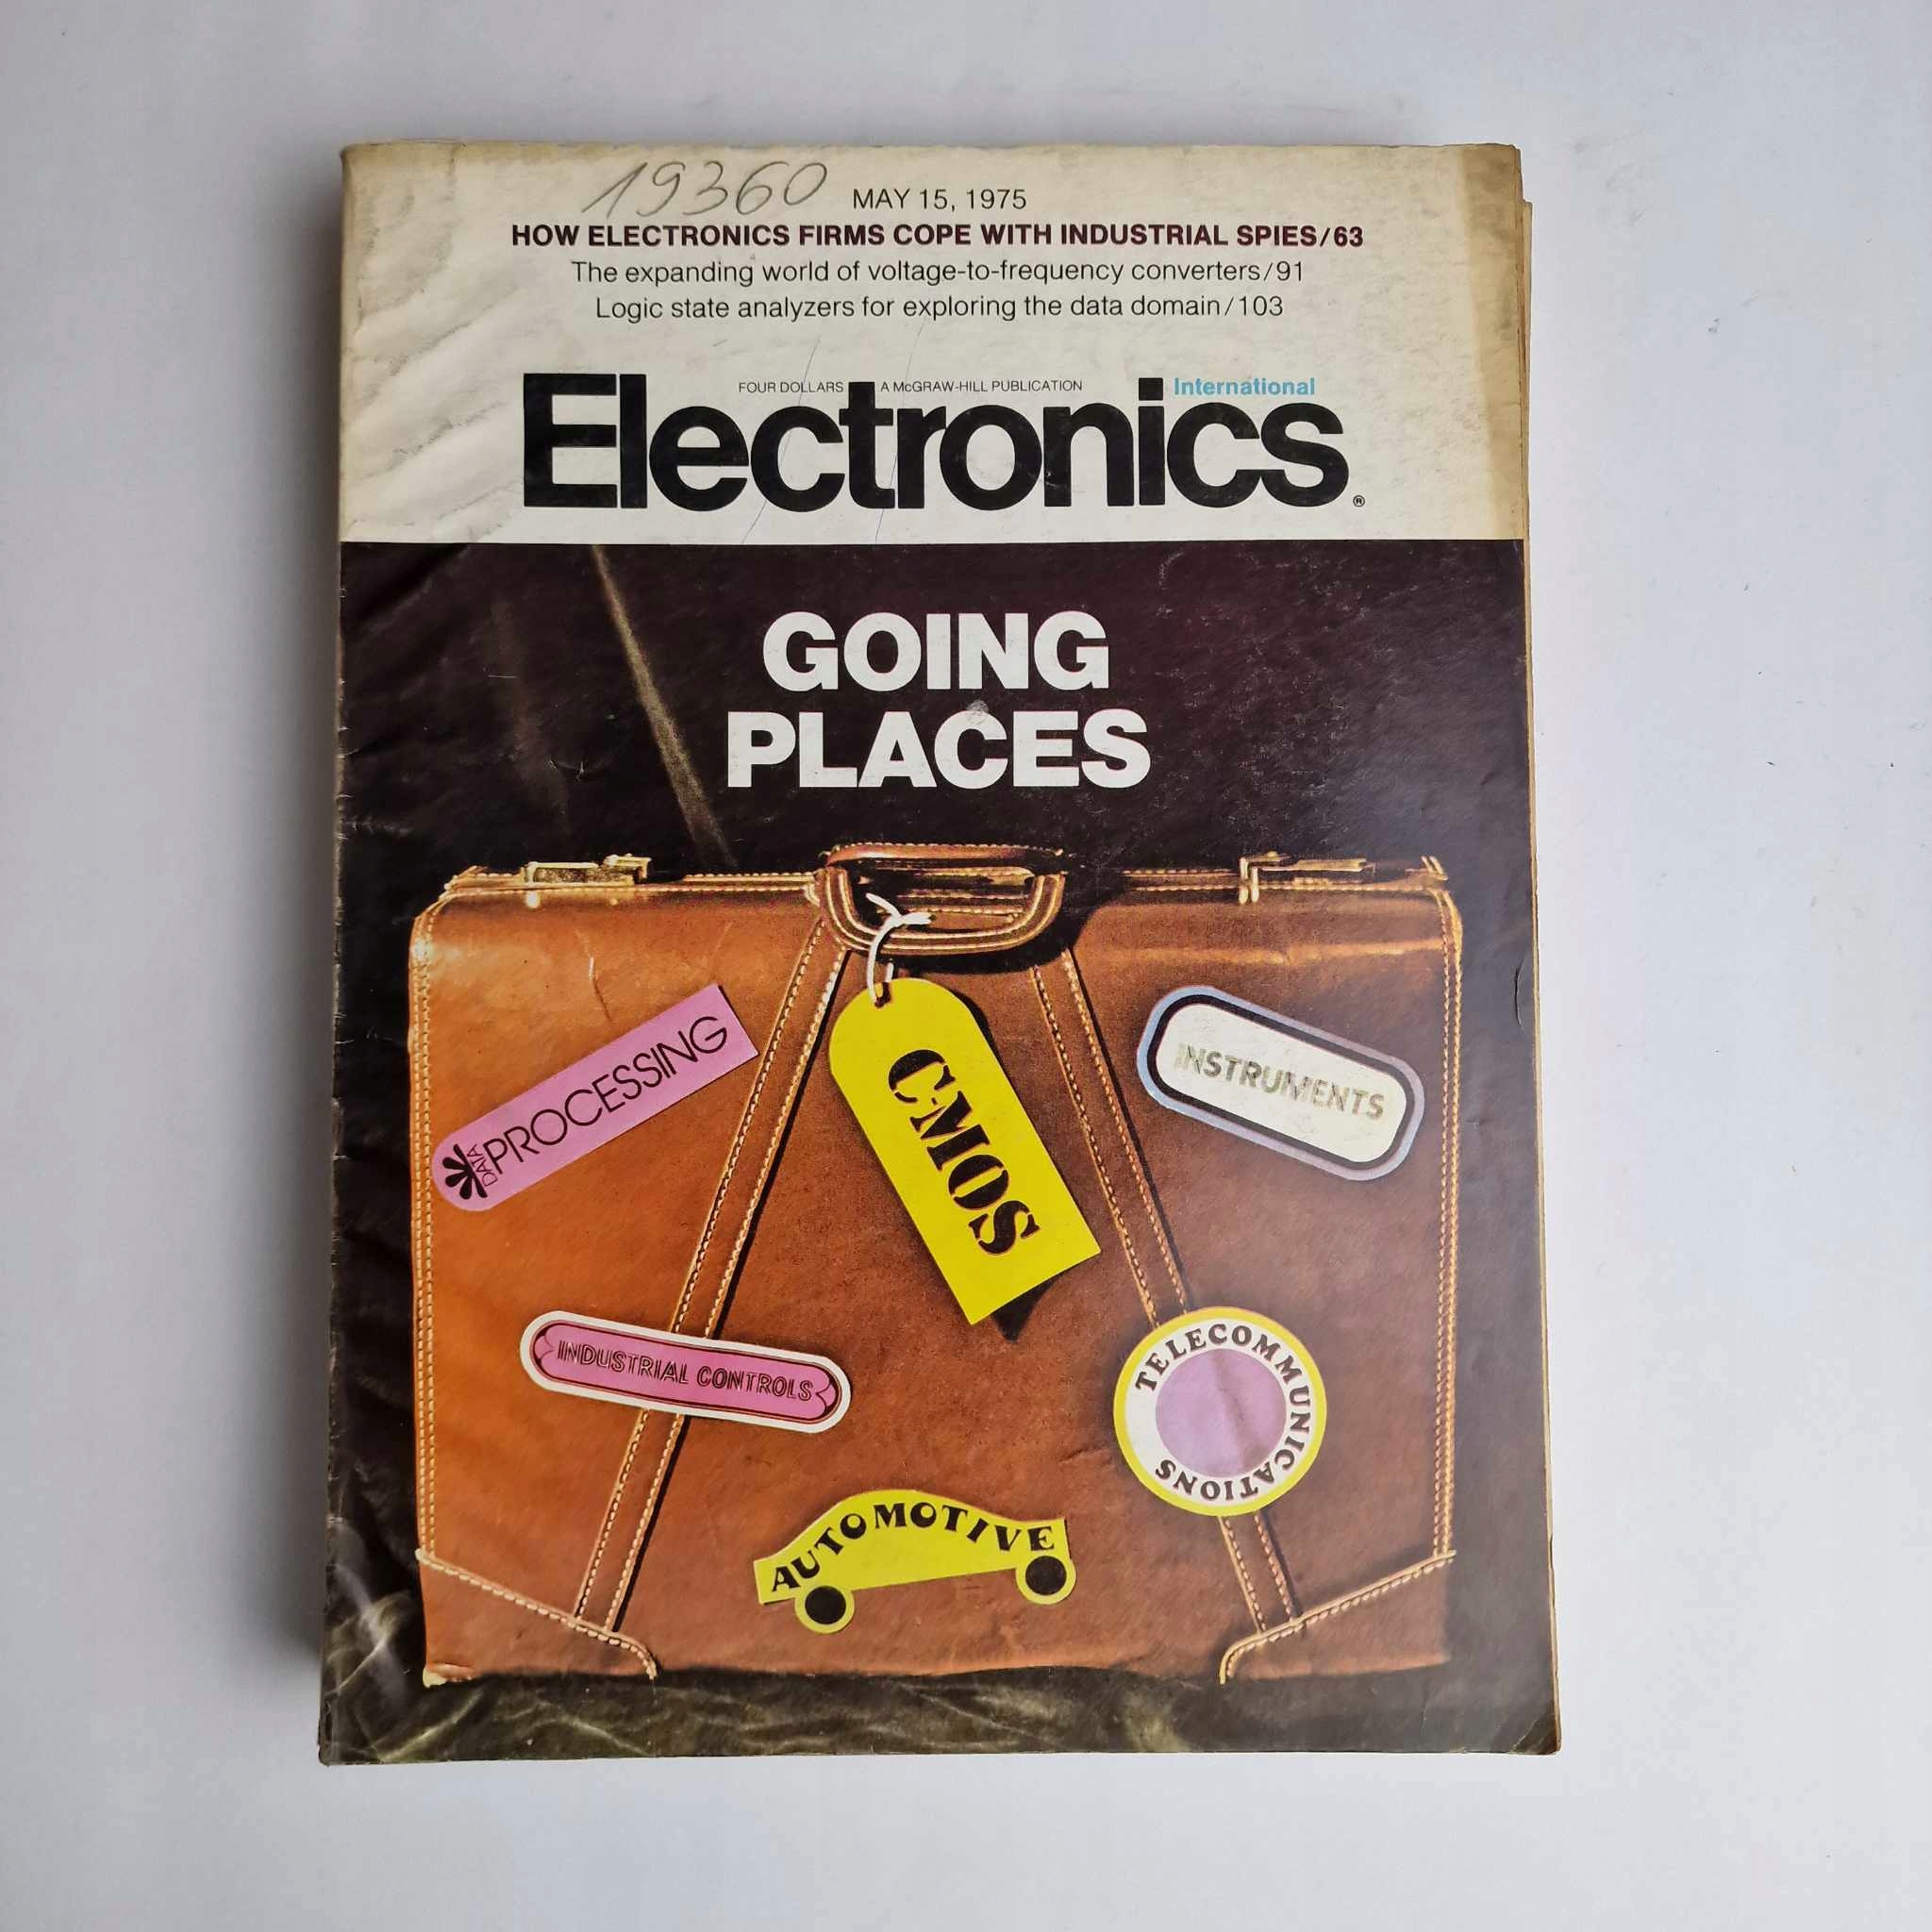 19360
MAY 15, 1975
HOW ELECTRONICS FIRMS COPE WITH INDUSTRIAL SPIES/63
The expanding world of voltage-to-frequency converters/91
Logic state analyzers for exploring the data domain/103
FOUR DOLLARS A McGRAW-HILL PUBLICATION International
Electronics®
GOING
PLACES
DATA PROCESSING
C-MOS
INSTRUMENTS
INDUSTRIAL CONTROLS
TELECOMMUNICATIONS
AUTOMOTIVE